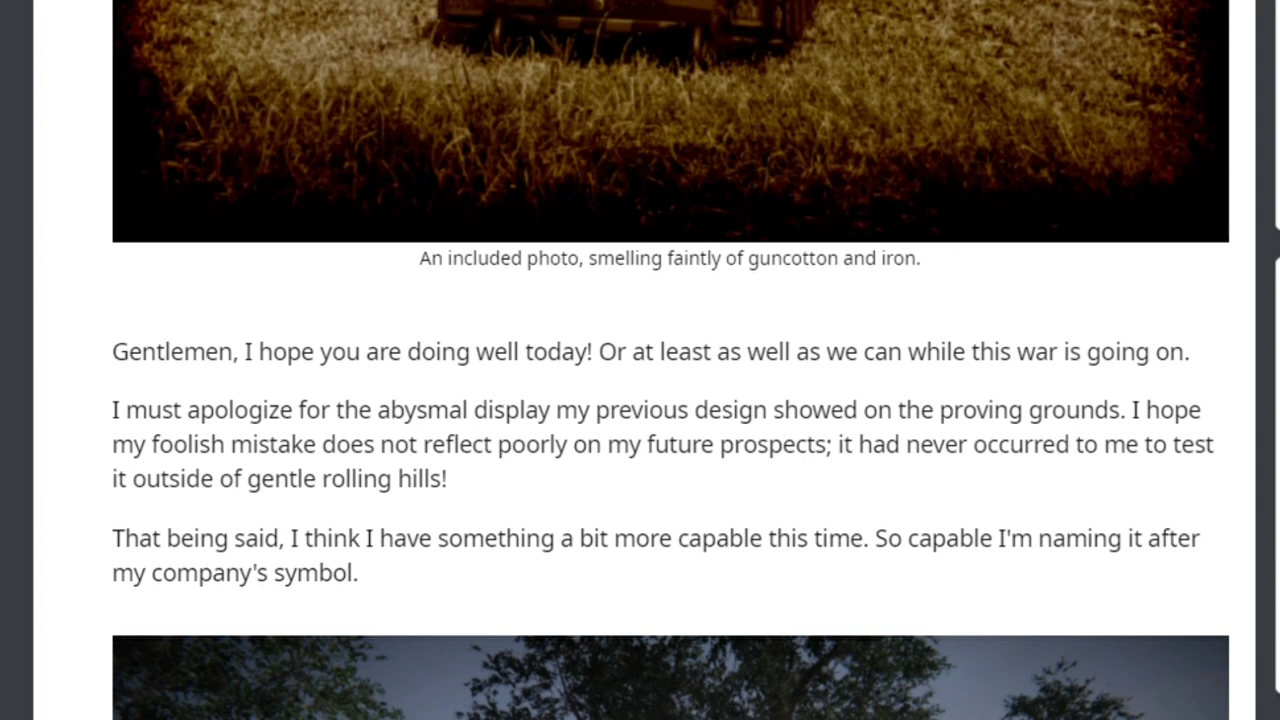 An included photo, smelling faintly of guncotton and iron.
Gentlemen, I hope you are doing well today! Or at least as well as we can while this war is going on.
I must apologize for the abysmal display my previous design showed on the proving grounds. I hope
my foolish mistake does not reflect poorly on my future prospects; it had never occurred to me to test
it outside of gentle rolling hills!
That being said, I think I have something a bit more capable this time. So capable I'm naming it after
my company's symbol.